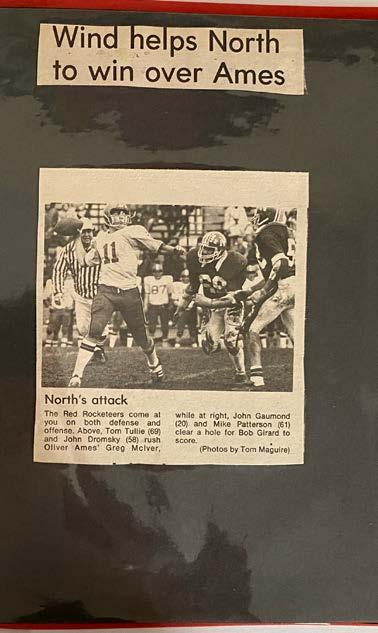 Wind helps North
to win over Ames
11
87
North's attack
The Red Rocketeers come at
you on both defense and
offense. Above, Tom Tullie (69)
and John Dromsky (58) rush
Oliver Ames' Greg McIver,
while at right, John Gaumond
(20) and Mike Patterson (61)
clear a hole for Bob Girard to
score.
(Photos by Tom Maguire)